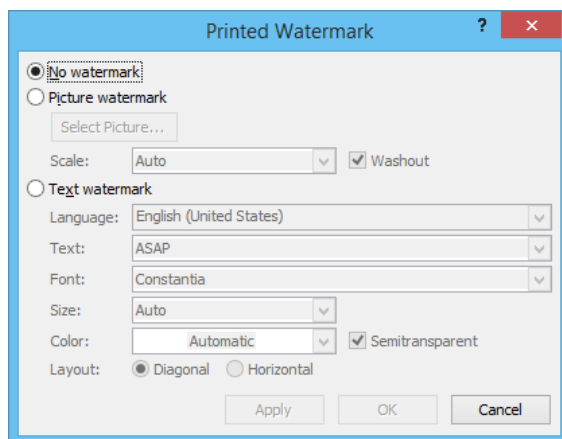 Printed Watermark ?
No watermark
Picture watermark
Select Picture...
Scale: Auto Washout
Text watermark
Language: English (United States)
Text: ASAP
Font: Constantia
Size: Auto
Color: Automatic Semitransparent
Layout: Diagonal Horizontal
Apply OK Cancel